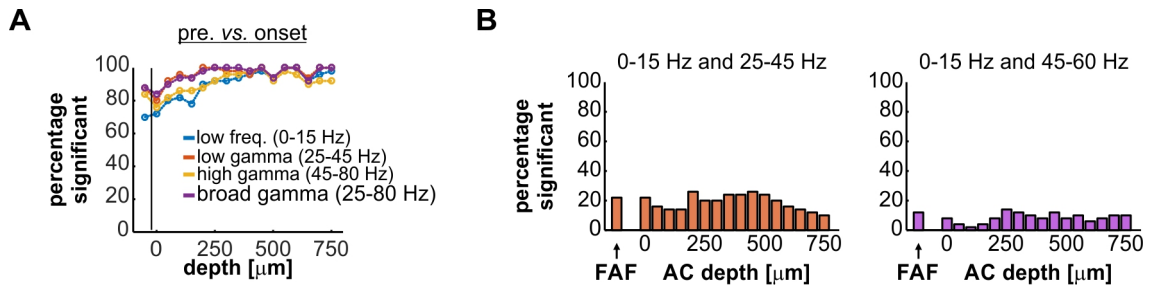 A
pre. vs. onset
percentage
significant
100
80
60
40
20
0
low freq. (0-15 Hz)
low gamma (25-45 Hz)
high gamma (45-80 Hz)
broad gamma (25-80 Hz)
0 250 500 750
depth [μm]
B
0-15 Hz and 25-45 Hz
percentage
significant
100
80
60
40
20
0
0 250 500 750
FAF AC depth [μm]
0-15 Hz and 45-60 Hz
percentage
significant
100
80
60
40
20
0
0 250 500 750
FAF AC depth [μm]